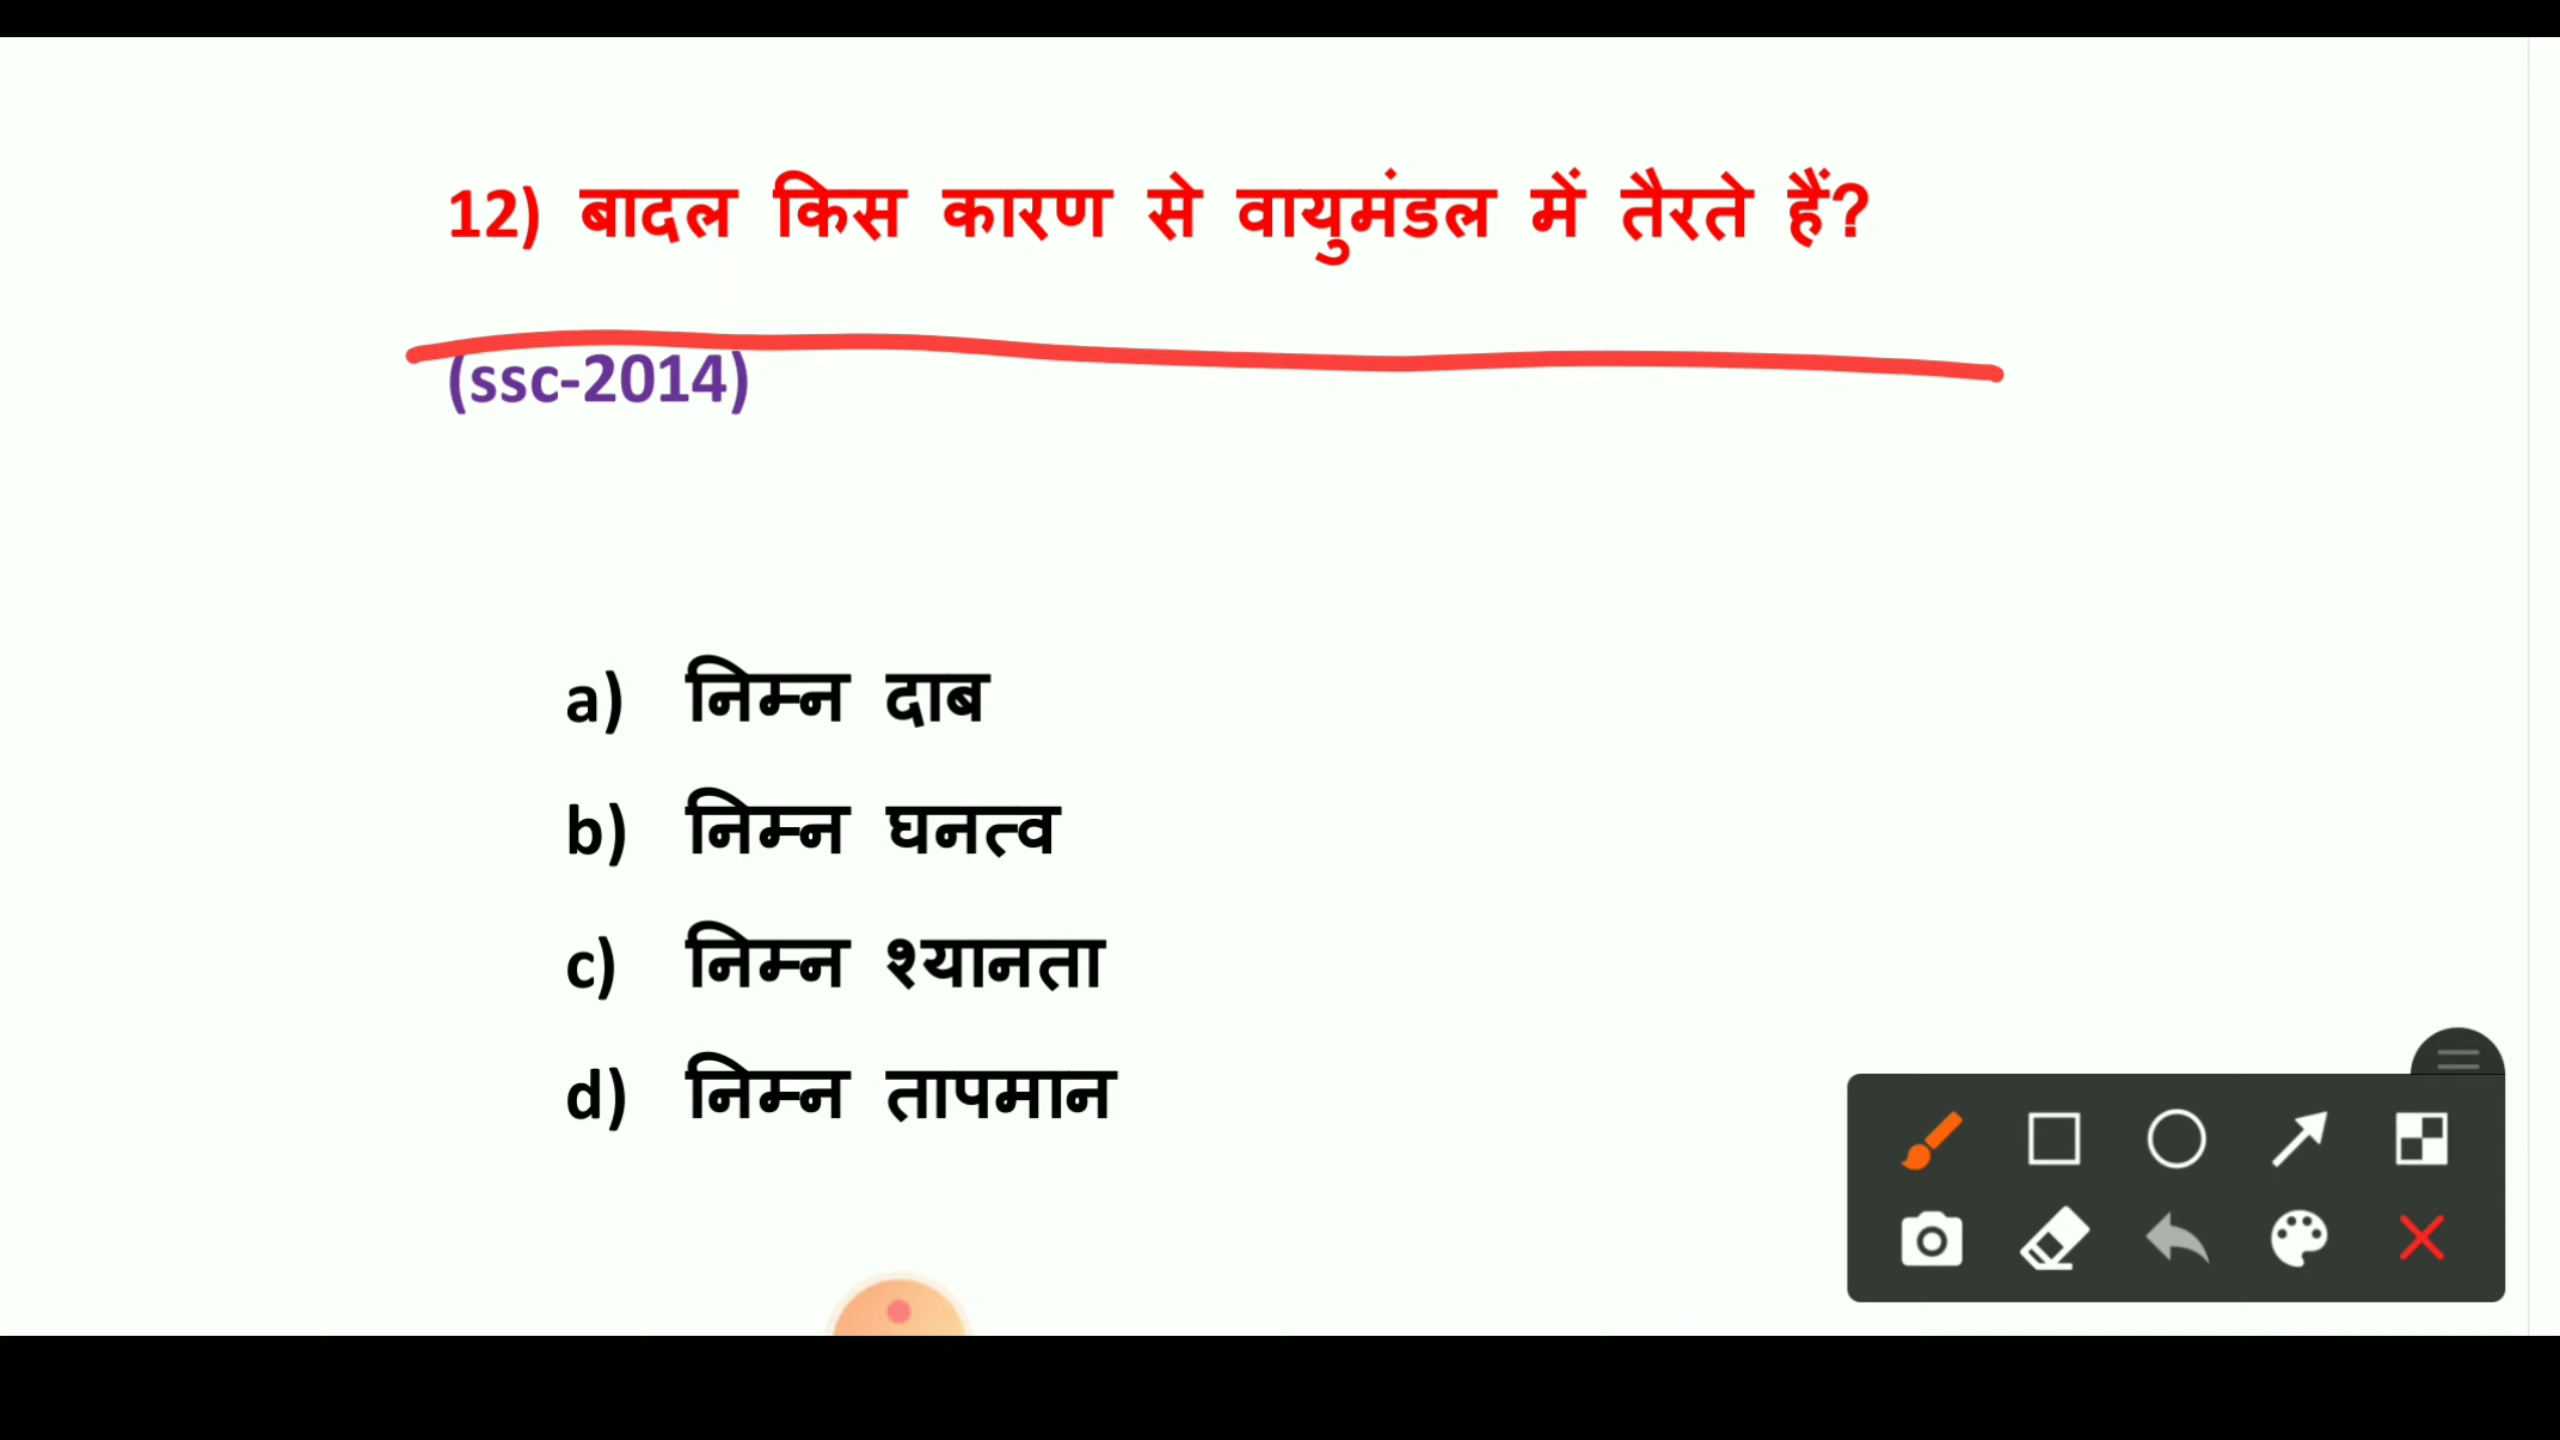 12) बादल किस कारण से वायुमंडल में तैरते हैं?
(ssc-2014)
a) निम्न दाब
b) निम्न घनत्व
c) निम्न श्यानता
d) निम्न तापमान